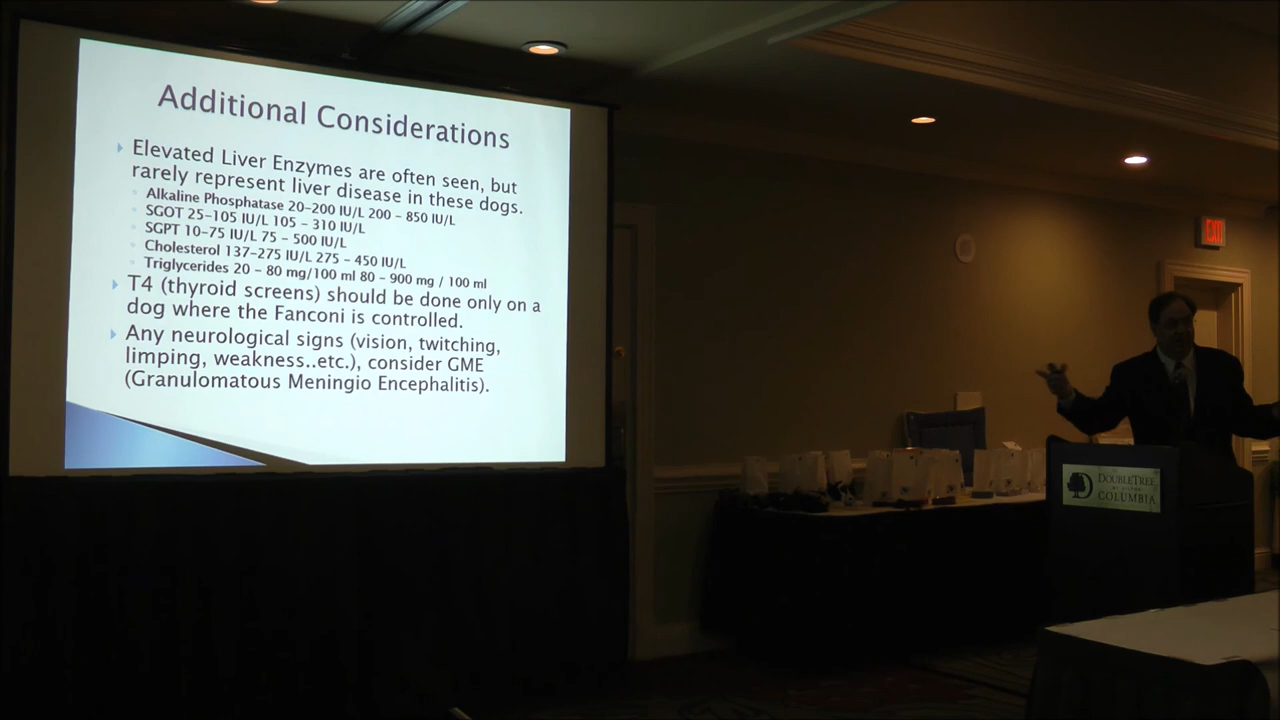 Additional Considerations
Elevated Liver Enzymes are often seen, but
rarely represent liver disease in these dogs.
Alkaline Phosphatase 20-200 IU/L 200 - 850 IU/L
SGOT 25-105 IU/L 105 - 310 IU/L
SGPT 10-75 IU/L 75 - 500 IU/L
Cholesterol 137-275 IU/L 275 - 450 IU/L
Triglycerides 20 - 80 mg/100 ml 80 - 900 mg / 100 ml
T4 (thyroid screens) should be done only on a
dog where the Fanconi is controlled.
Any neurological signs (vision, twitching,
limping, weakness..etc.), consider GME
(Granulomatous Meningio Encephalitis).
EXIT
D
DOUBLETREE
BY HILTON
COLUMBIA